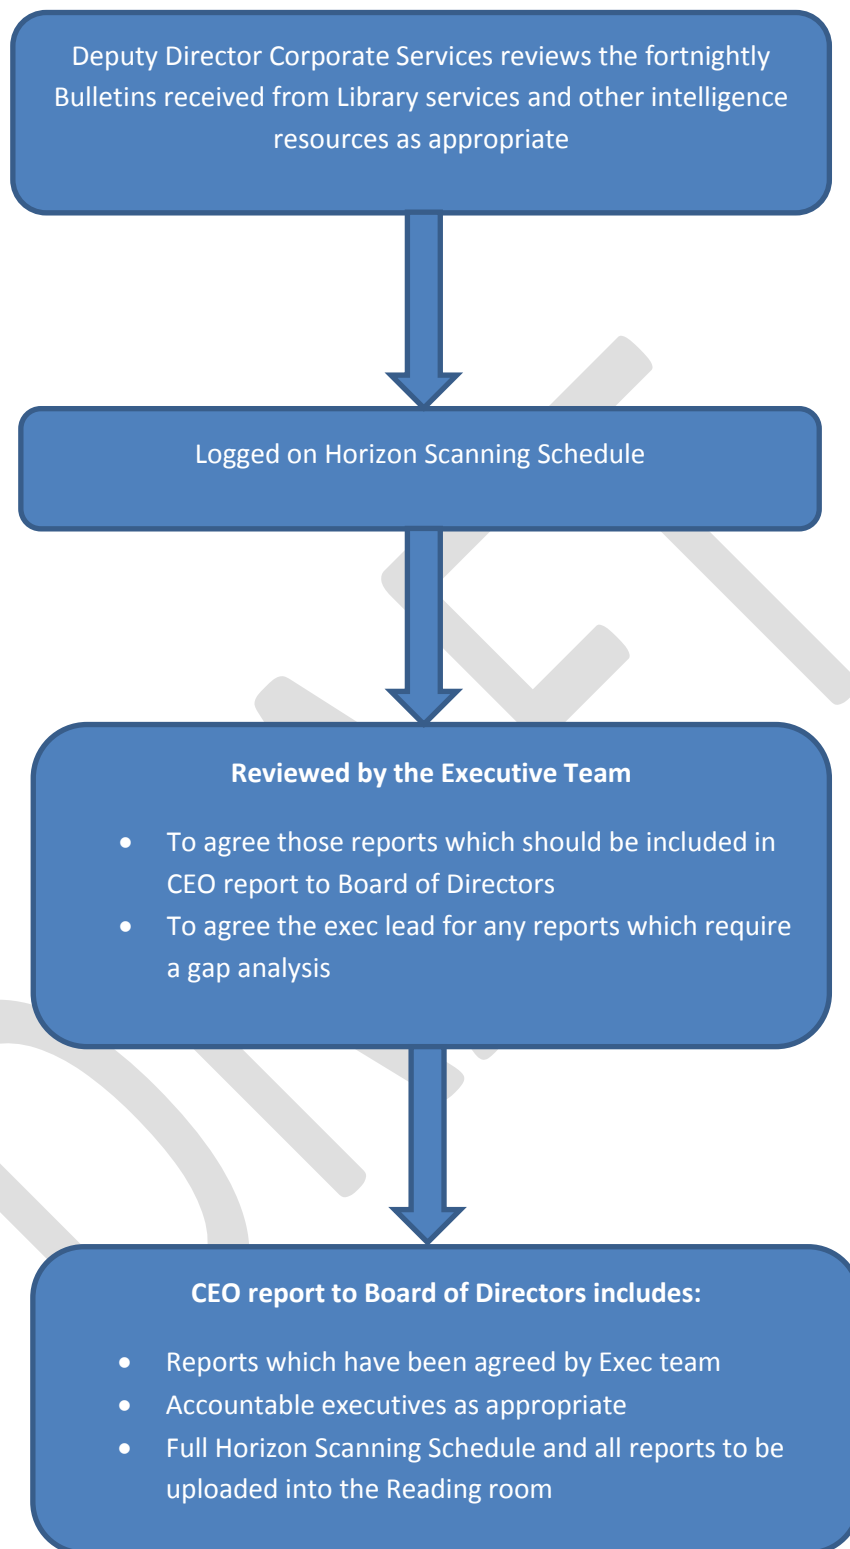 Deputy Director Corporate Services reviews the fortnightly
Bulletins received from Library services and other intelligence
resources as appropriate
Logged on Horizon Scanning Schedule
Reviewed by the Executive Team
• To agree those reports which should be included in
CEO report to Board of Directors
• To agree the exec lead for any reports which require
a gap analysis
CEO report to Board of Directors includes:
• Reports which have been agreed by Exec team
• Accountable executives as appropriate
• Full Horizon Scanning Schedule and all reports to be
uploaded into the Reading room
DRAFT